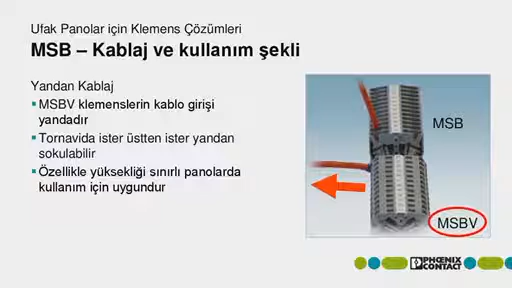 Ufak Panolar için Klemens Çözümleri
MSB – Kablaj ve kullanım şekli
Yandan Kablaj
MSBV klemenslerin kablo girişi
yandadır
Tornavida ister üstten ister yandan
sokulabilir
Özellikle yüksekliği sınırlı panolarda
kullanım için uygundur
MSB
MSBV
PHŒNIX
CONTACT